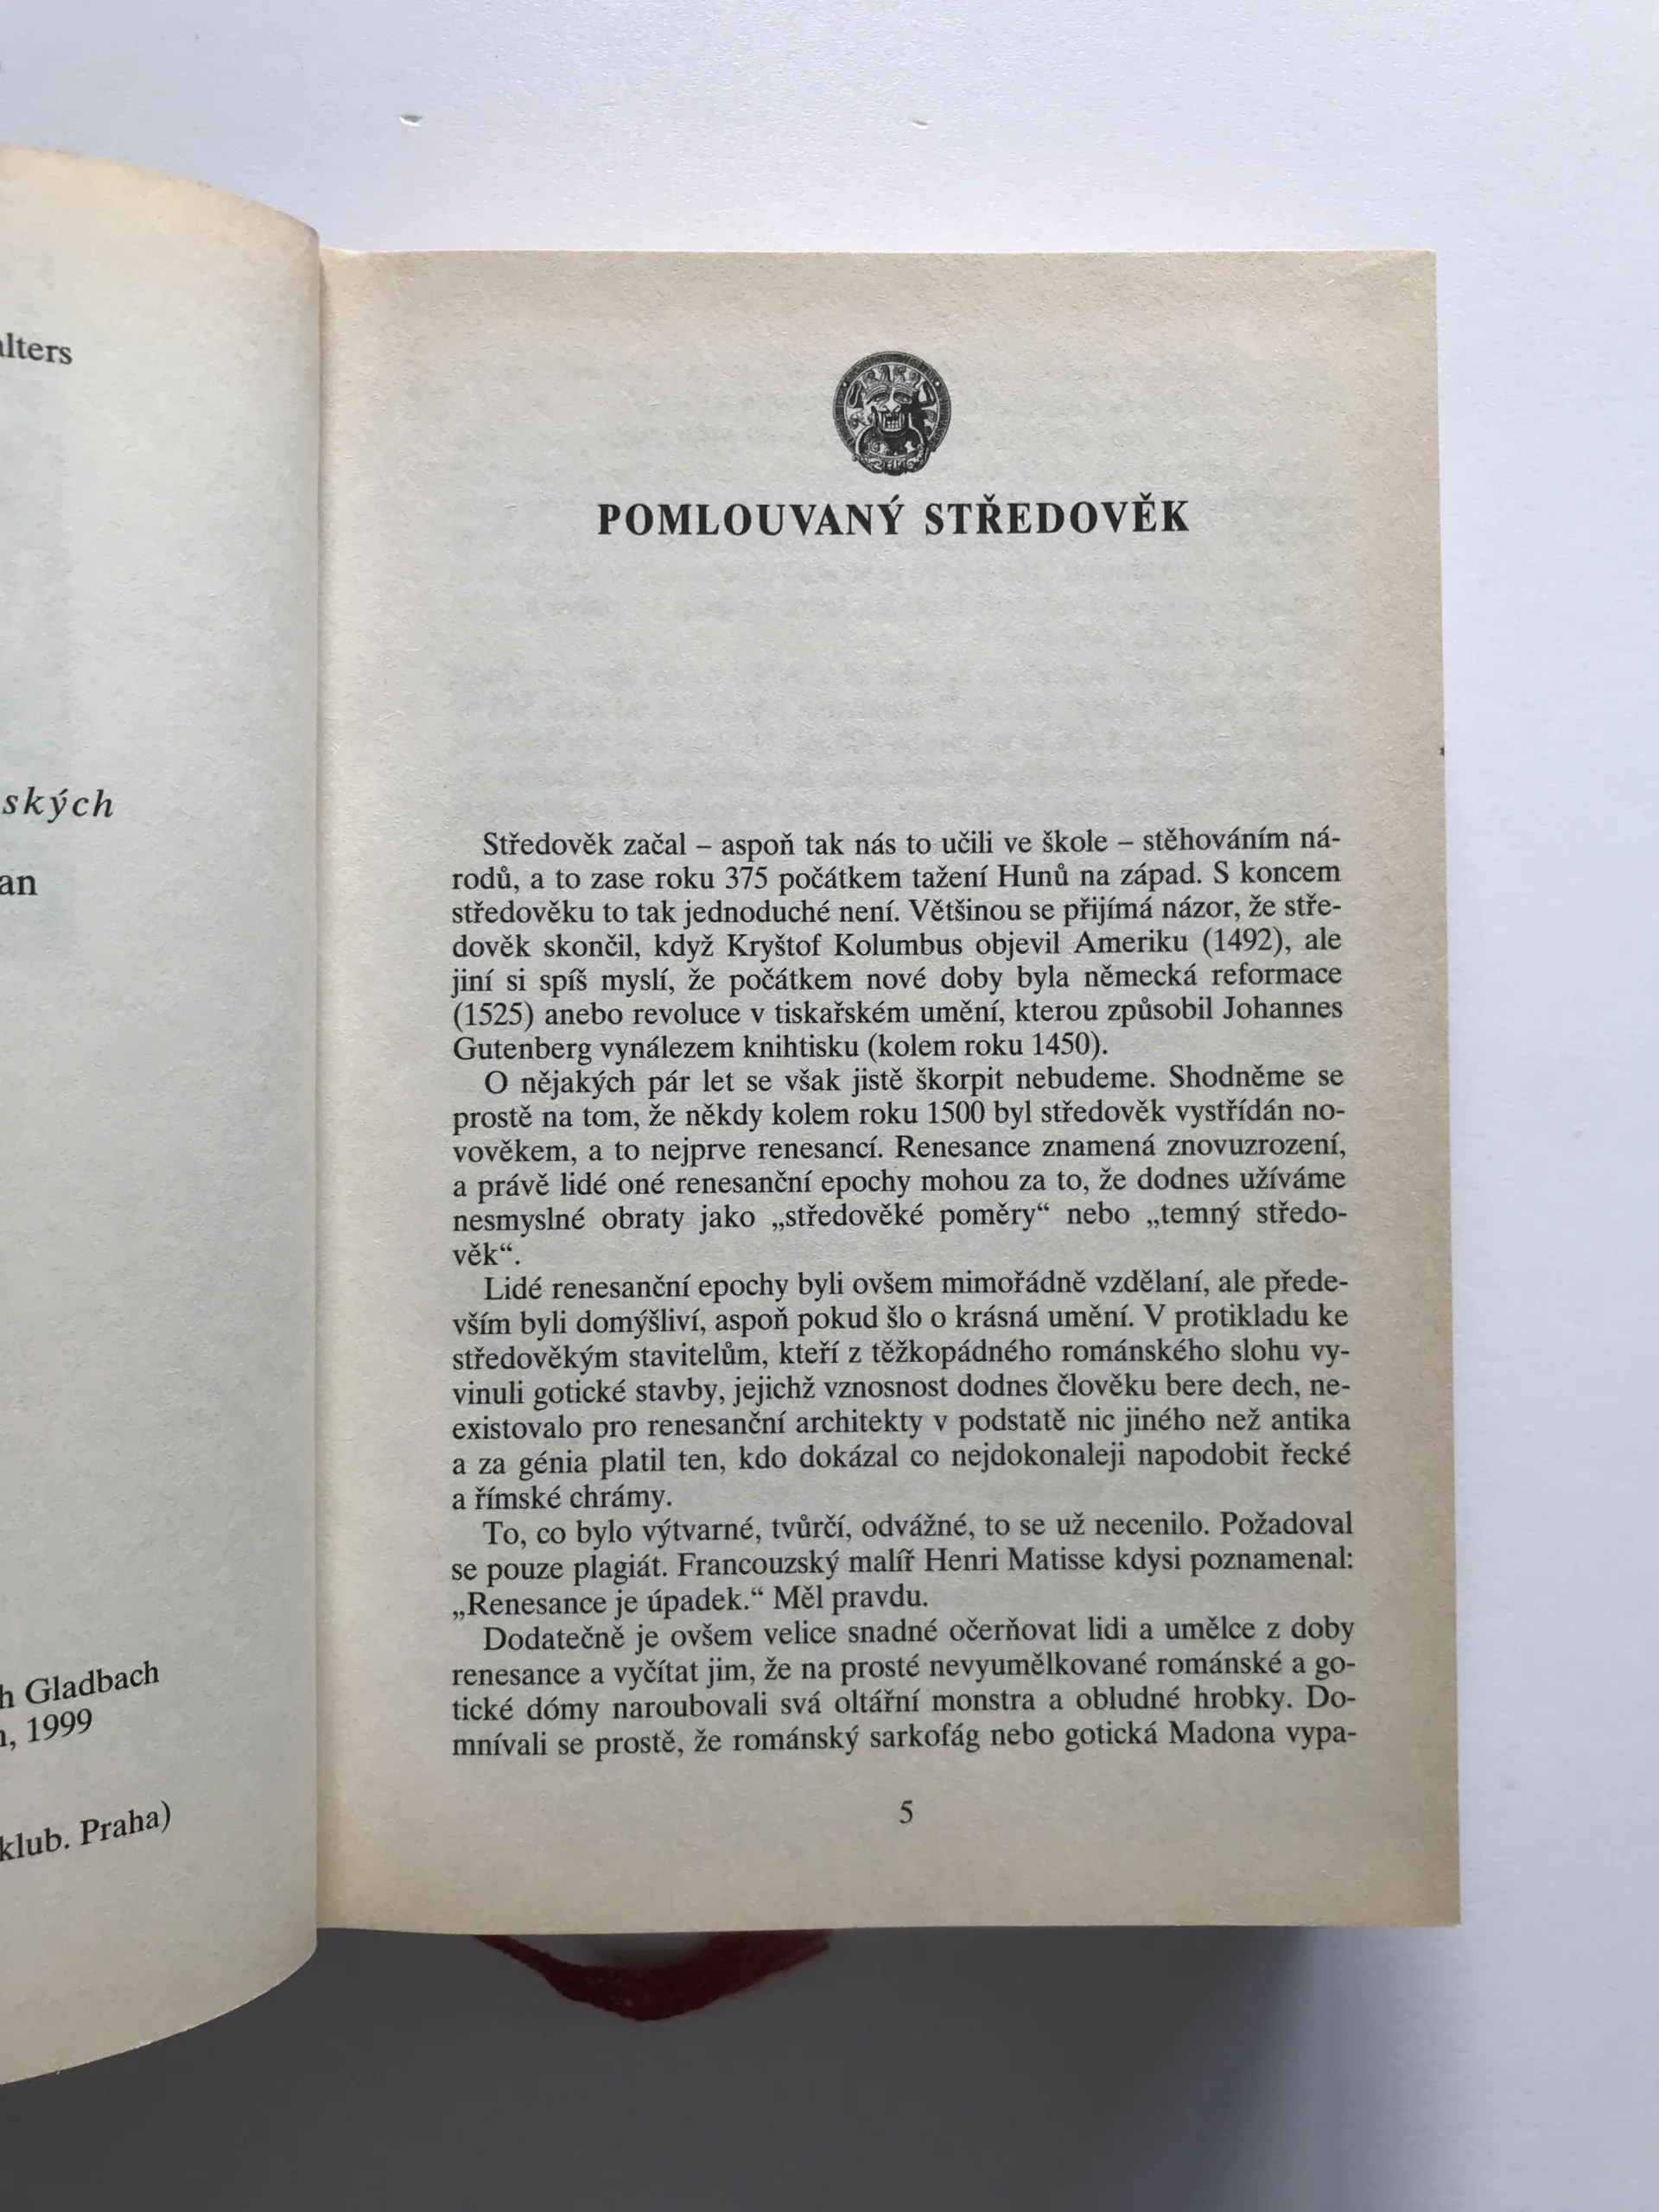 alters
ských
an
h Gladbach
n, 1999
klub. Praha)
POMLOUVANÝ STŘEDOVĚK
Středověk začal – aspoň tak nás to učili ve škole – stěhováním ná-
rodů, a to zase roku 375 počátkem tažení Hunů na západ. S koncem
středověku to tak jednoduché není. Většinou se přijímá názor, že stře-
dověk skončil, když Kryštof Kolumbus objevil Ameriku (1492), ale
jiní si spíš myslí, že počátkem nové doby byla německá reformace
(1525) anebo revoluce v tiskařském umění, kterou způsobil Johannes
Gutenberg vynálezem knihtisku (kolem roku 1450).
O nějakých pár let se však jistě škorpit nebudeme. Shodněme se
prostě na tom, že někdy kolem roku 1500 byl středověk vystřídán no-
vověkem, a to nejprve renesancí. Renesance znamená znovuzrození,
a právě lidé oné renesanční epochy mohou za to, že dodnes užíváme
nesmyslné obraty jako „středověké poměry“ nebo „temný středo-
věk“.
Lidé renesanční epochy byli ovšem mimořádně vzdělaní, ale přede-
vším byli domýšliví, aspoň pokud šlo o krásná umění. V protikladu ke
středověkým stavitelům, kteří z těžkopádného románského slohu vy-
vinuli gotické stavby, jejichž vznosnost dodnes člověku bere dech, ne-
existovalo pro renesanční architekty v podstatě nic jiného než antika
a za génia platil ten, kdo dokázal co nejdokonaleji napodobit řecké
a římské chrámy.
To, co bylo výtvarné, tvůrčí, odvážné, to se už necenilo. Požadoval
se pouze plagiát. Francouzský malíř Henri Matisse kdysi poznamenal:
„Renesance je úpadek.“ Měl pravdu.
Dodatečně je ovšem velice snadné očerňovat lidi a umělce z doby
renesance a vyčítat jim, že na prosté nevyumělkované románské a go-
tické dómy naroubovali svá oltářní monstra a obludné hrobky. Do-
mnívali se prostě, že románský sarkofág nebo gotická Madona vypa-
5